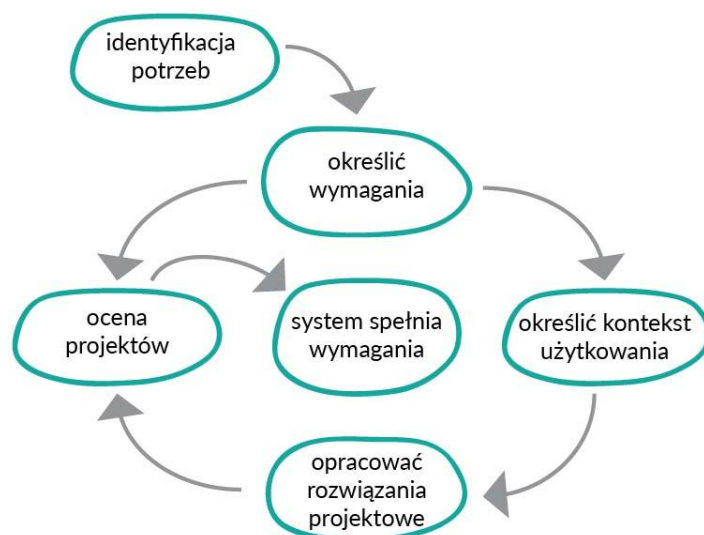 identyfikacja
potrzeb
określić
wymagania
ocena
projektów
system spełnia
wymagania
określić kontekst
użytkowania
opracować
rozwiązania
projektowe